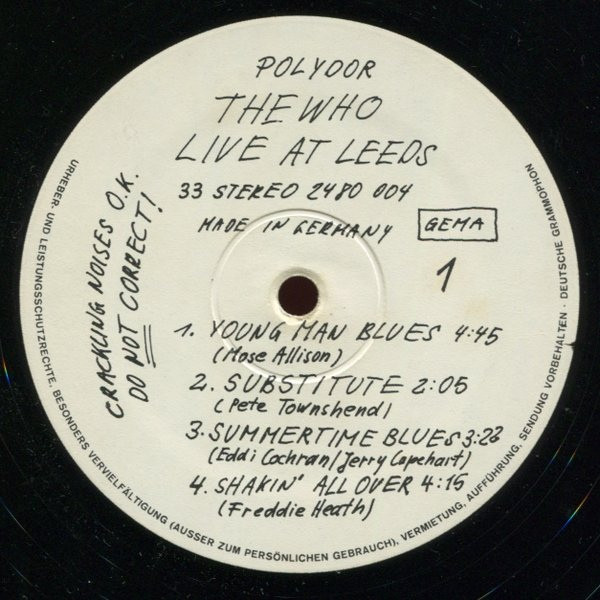 POLYDOR
THE WHO
LIVE AT LEEDS
33 STEREO 2480 004
MADE IN GERMANY
GEMA
1
CRACKLING NOISES O.K.
DO NOT CORRECT!
1. YOUNG MAN BLUES 4:45
(Mose Allison)
2. SUBSTITUTE 2:05
(Pete Townshend)
3. SUMMERTIME BLUES 3:23
(Eddi Cochran/Jerry Capehart)
4. SHAKIN' ALL OVER 4:15
(Freddie Heath)
URHEBER- UND LEISTUNGSSCHUTZRECHTE, BESONDERS VERVIELFÄLTIGUNG (AUSSER ZUM PERSÖNLICHEN GEBRAUCH), VERMIETUNG, AUFFÜHRUNG, SENDUNG VORBEHALTEN · DEUTSCHE GRAMMOPHON